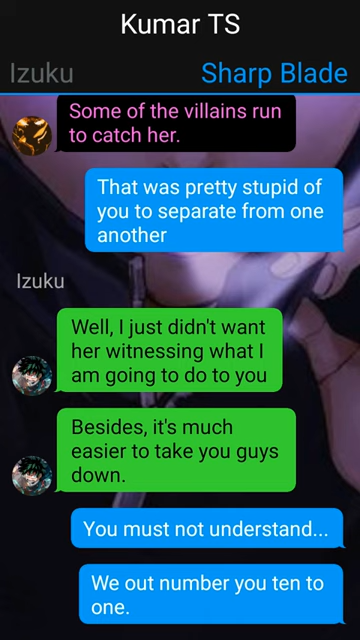 Kumar TS
Izuku
Sharp Blade
Some of the villains run
to catch her.
That was pretty stupid of
you to separate from one
another
Izuku
Well, I just didn't want
her witnessing what I
am going to do to you
Besides, it's much
easier to take you guys
down.
You must not understand...
We out number you ten to
one.